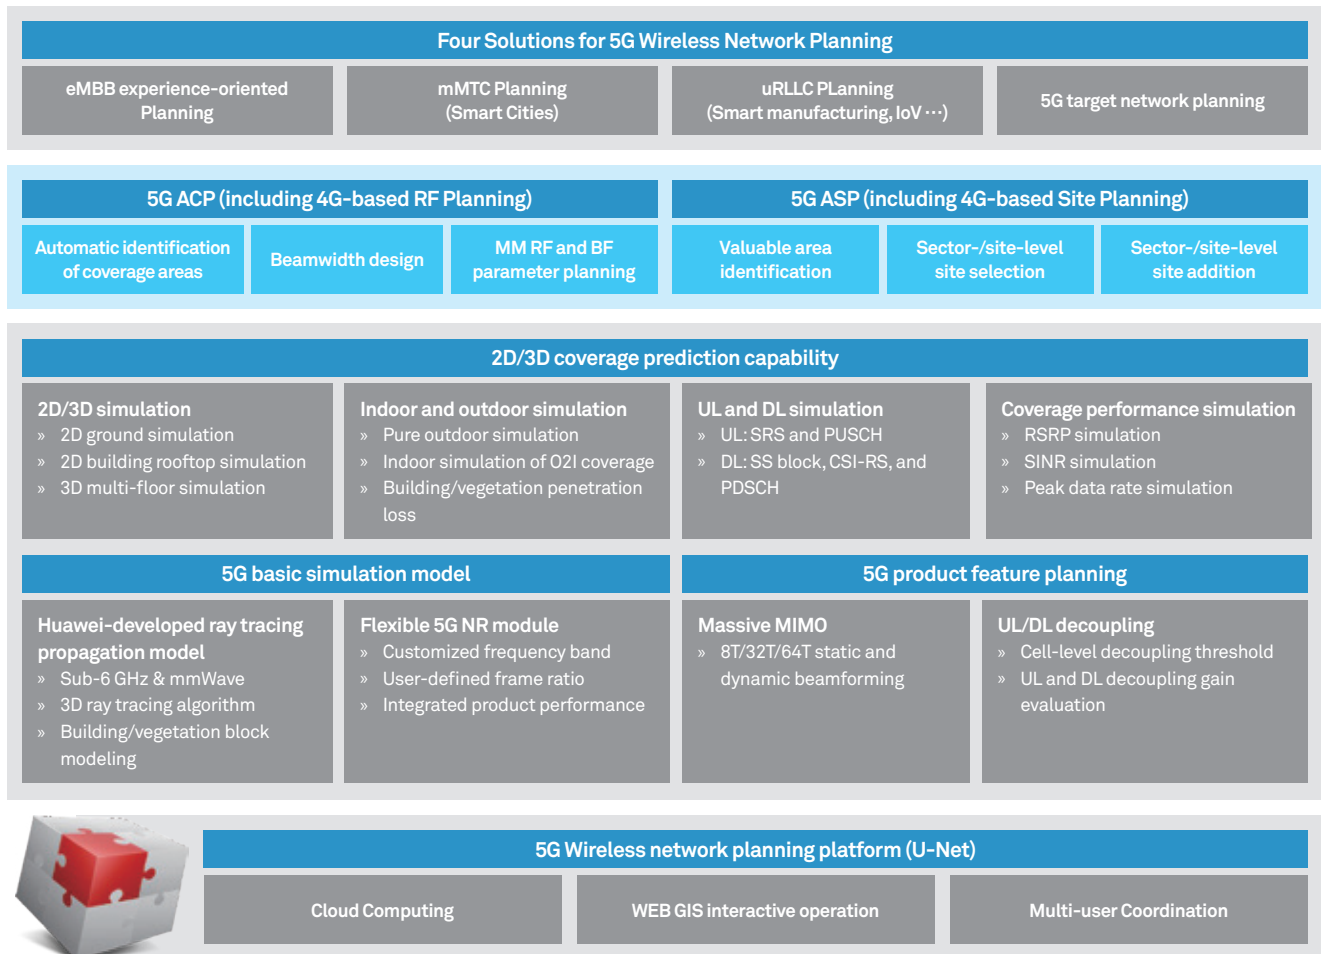 Four Solutions for 5G Wireless Network Planning
eMBB experience-oriented
Planning
mMTC Planning
(Smart Cities)
uRLLC PLanning
(Smart manufacturing, IoV ···)
5G target network planning
5G ACP (including 4G-based RF Planning)
Automatic identification
of coverage areas
Beamwidth design
MM RF and BF
parameter planning
5G ASP (including 4G-based Site Planning)
Valuable area
identification
Sector-/site-level
site selection
Sector-/site-level
site addition
2D/3D coverage prediction capability
2D/3D simulation
» 2D ground simulation
» 2D building rooftop simulation
» 3D multi-floor simulation
Indoor and outdoor simulation
» Pure outdoor simulation
» Indoor simulation of O2I coverage
» Building/vegetation penetration
loss
UL and DL simulation
» UL: SRS and PUSCH
» DL: SS block, CSI-RS, and
PDSCH
Coverage performance simulation
» RSRP simulation
» SINR simulation
» Peak data rate simulation
5G basic simulation model
Huawei-developed ray tracing
propagation model
» Sub-6 GHz & mmWave
» 3D ray tracing algorithm
» Building/vegetation block
modeling
Flexible 5G NR module
» Customized frequency band
» User-defined frame ratio
» Integrated product performance
5G product feature planning
Massive MIMO
» 8T/32T/64T static and
dynamic beamforming
UL/DL decoupling
» Cell-level decoupling threshold
» UL and DL decoupling gain
evaluation
5G Wireless network planning platform (U-Net)
Cloud Computing
WEB GIS interactive operation
Multi-user Coordination